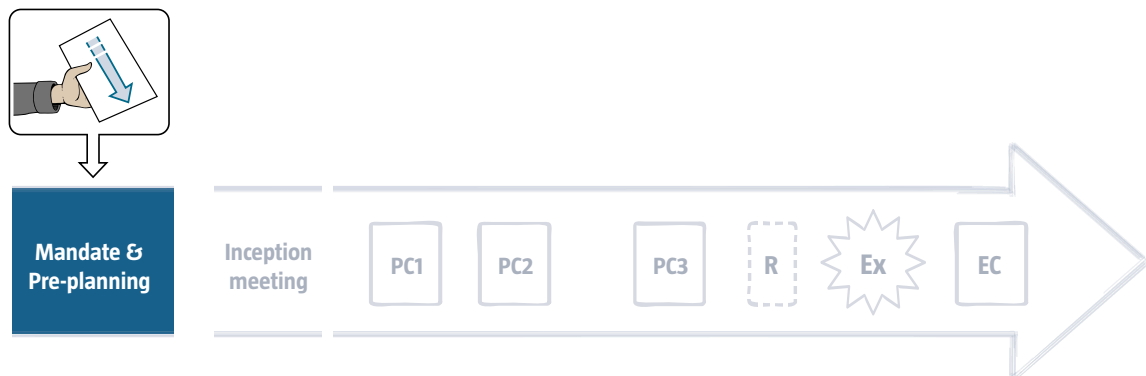 Mandate &
Pre-planning
Inception
meeting
PC1
PC2
PC3
R
Ex
EC